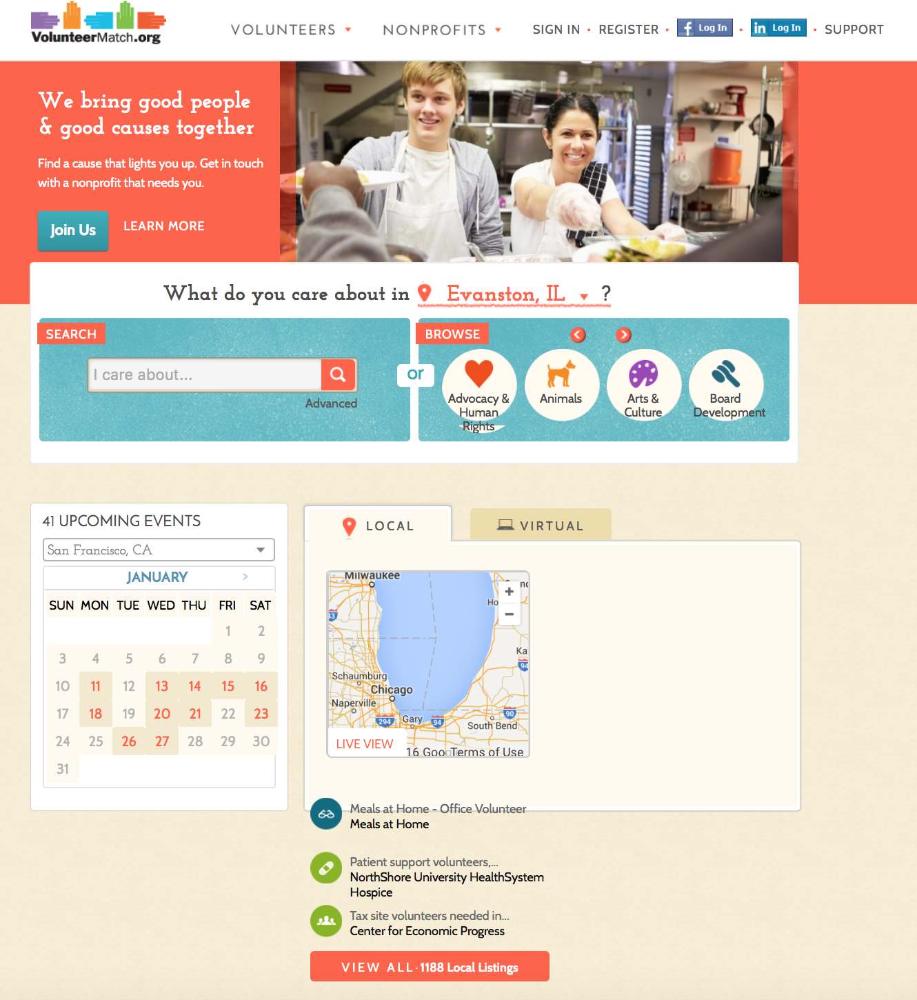 VolunteerMatch.org
VOLUNTEERS
NONPROFITS
SIGN IN · REGISTER · f Log In · in Log In · SUPPORT
We bring good people
& good causes together
Find a cause that lights you up. Get in touch
with a nonprofit that needs you.
Join Us
LEARN MORE
What do you care about in Evanston, IL ?
SEARCH
I care about...
Advanced
or
BROWSE
Advocacy &
Human
Rights
Animals
Arts &
Culture
Board
Development
41 UPCOMING EVENTS
San Francisco, CA
JANUARY >
SUN MON TUE WED THU FRI SAT
1 2
3 4 5 6 7 8 9
10 11 12 13 14 15 16
17 18 19 20 21 22 23
24 25 26 27 28 29 30
31
LOCAL
VIRTUAL
Milwaukee
Ho
+
−
43
Ka
94
Schaumburg
Chicago
Naperville
90
294
Gary
94
South Bend
LIVE VIEW
16 Goo
Terms of Use
Meals at Home - Office Volunteer
Meals at Home
Patient support volunteers,...
NorthShore University HealthSystem
Hospice
Tax site volunteers needed in...
Center for Economic Progress
VIEW ALL · 1188 Local Listings